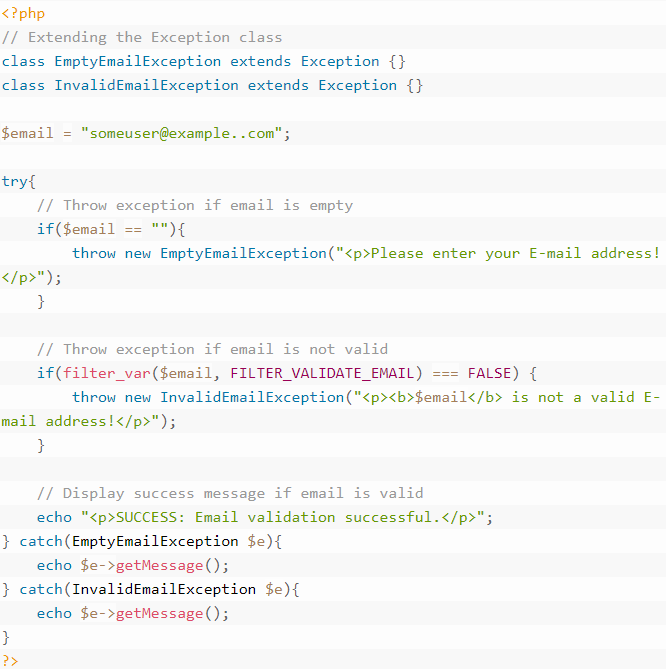 <?php
// Extending the Exception class
class EmptyEmailException extends Exception {}
class InvalidEmailException extends Exception {}

$email = "someuser@example..com";

try{
    // Throw exception if email is empty
    if($email == ""){
        throw new EmptyEmailException("<p>Please enter your E-mail address!
</p>");
    }

    // Throw exception if email is not valid
    if(filter_var($email, FILTER_VALIDATE_EMAIL) === FALSE) {
        throw new InvalidEmailException("<p><b>$email</b> is not a valid E-
mail address!</p>");
    }

    // Display success message if email is valid
    echo "<p>SUCCESS: Email validation successful.</p>";
} catch(EmptyEmailException $e){
    echo $e->getMessage();
} catch(InvalidEmailException $e){
    echo $e->getMessage();
}
?>